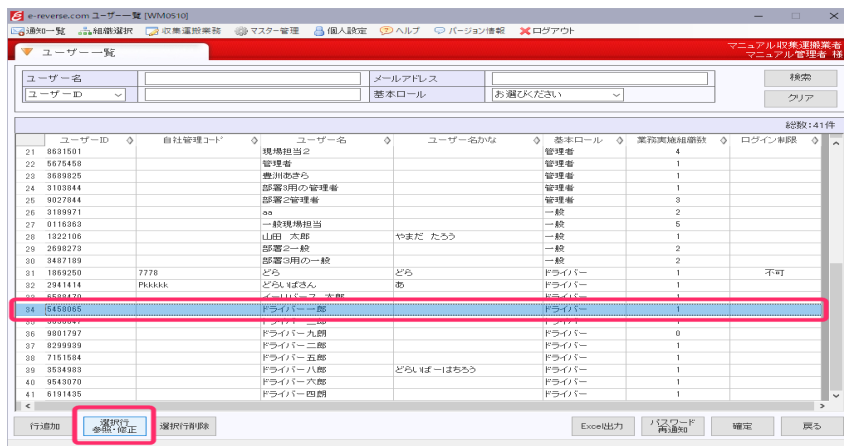 e-reverse.com ユーザー一覧 [WM0510]
通知一覧 組織選択 収集運搬業務 マスター管理 個人設定 ヘルプ バージョン情報 ログアウト
ユーザー一覧
マニュアル収集運搬業者
マニュアル管理者 様
ユーザー名 メールアドレス 検索
ユーザーID 基本ロール お選びください クリア
総数:41件
ユーザーID 自社管理コード ユーザー名 ユーザー名かな 基本ロール 業務実施組織数 ログイン制限
21 8631501 現場担当2 管理者 4
22 5675458 管理者 管理者 1
23 3689825 豊川あきら 管理者 1
24 3103844 部署3用の管理者 管理者 1
25 9027844 部署2管理者 管理者 3
26 3189971 aa 一般 2
27 0116363 一般現場担当 一般 5
28 1322106 山田 太郎 やまだ たろう 一般 1
29 2698273 部署2一般 一般 2
30 3487189 部署3用の一般 一般 2
31 1869250 7778 どら どら ドライバー 1 不可
32 2941414 Pkkkkk どらいばさん あ ドライバー 1
34 5458065 ドライバー一郎 ドライバー 1
36 9801797 ドライバー九朗 ドライバー 0
37 8299939 ドライバー二郎 ドライバー 1
38 7151584 ドライバー五郎 ドライバー 1
39 3534983 ドライバー八郎 どらいばーはちろう ドライバー 1
40 9543070 ドライバー六郎 ドライバー 1
41 6191435 ドライバー四朗 ドライバー 1
行追加 選択行参照・修正 選択行削除 Excel出力 パスワード再通知 確定 戻る